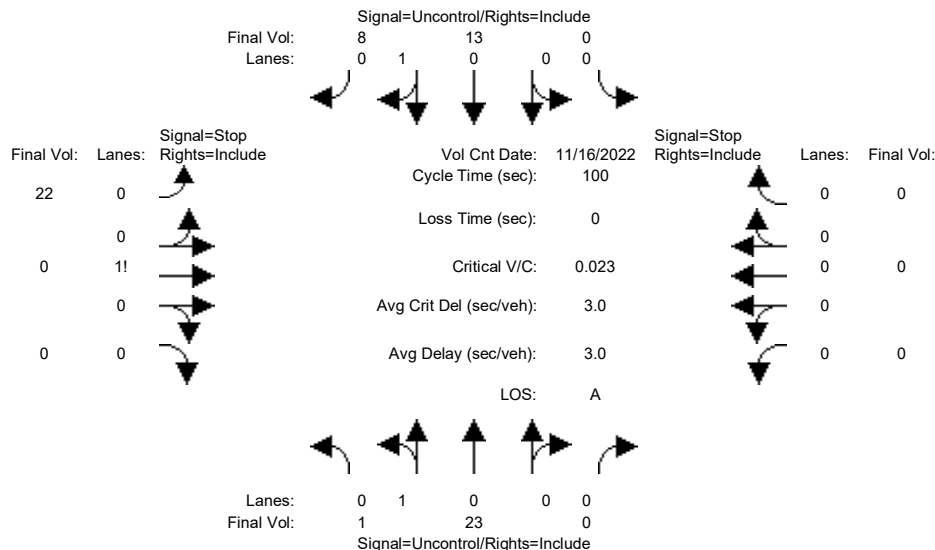 Signal=Uncontrol/Rights=Include
Final Vol: 8 13 0
Lanes: 0 1 0 0 0
Signal=Stop
Final Vol: Lanes: Rights=Include
Vol Cnt Date: 11/16/2022
Signal=Stop
Rights=Include Lanes: Final Vol:
Cycle Time (sec): 100
22 0
0 0
Loss Time (sec): 0
0
0
0 1!
Critical V/C: 0.023
0 0
0
Avg Crit Del (sec/veh): 3.0
0
0 0
Avg Delay (sec/veh): 3.0
0 0
LOS: A
Lanes: 0 1 0 0 0
Final Vol: 1 23 0
Signal=Uncontrol/Rights=Include